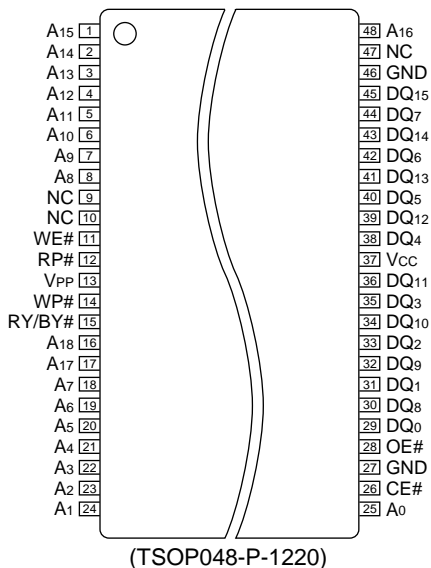 A15 1 48 A16
A14 2 47 NC
A13 3 46 GND
A12 4 45 DQ15
A11 5 44 DQ7
A10 6 43 DQ14
A9 7 42 DQ6
A8 8 41 DQ13
NC 9 40 DQ5
NC 10 39 DQ12
WE# 11 38 DQ4
RP# 12 37 VCC
VPP 13 36 DQ11
WP# 14 35 DQ3
RY/BY# 15 34 DQ10
A18 16 33 DQ2
A17 17 32 DQ9
A7 18 31 DQ1
A6 19 30 DQ8
A5 20 29 DQ0
A4 21 28 OE#
A3 22 27 GND
A2 23 26 CE#
A1 24 25 A0
(TSOP048-P-1220)